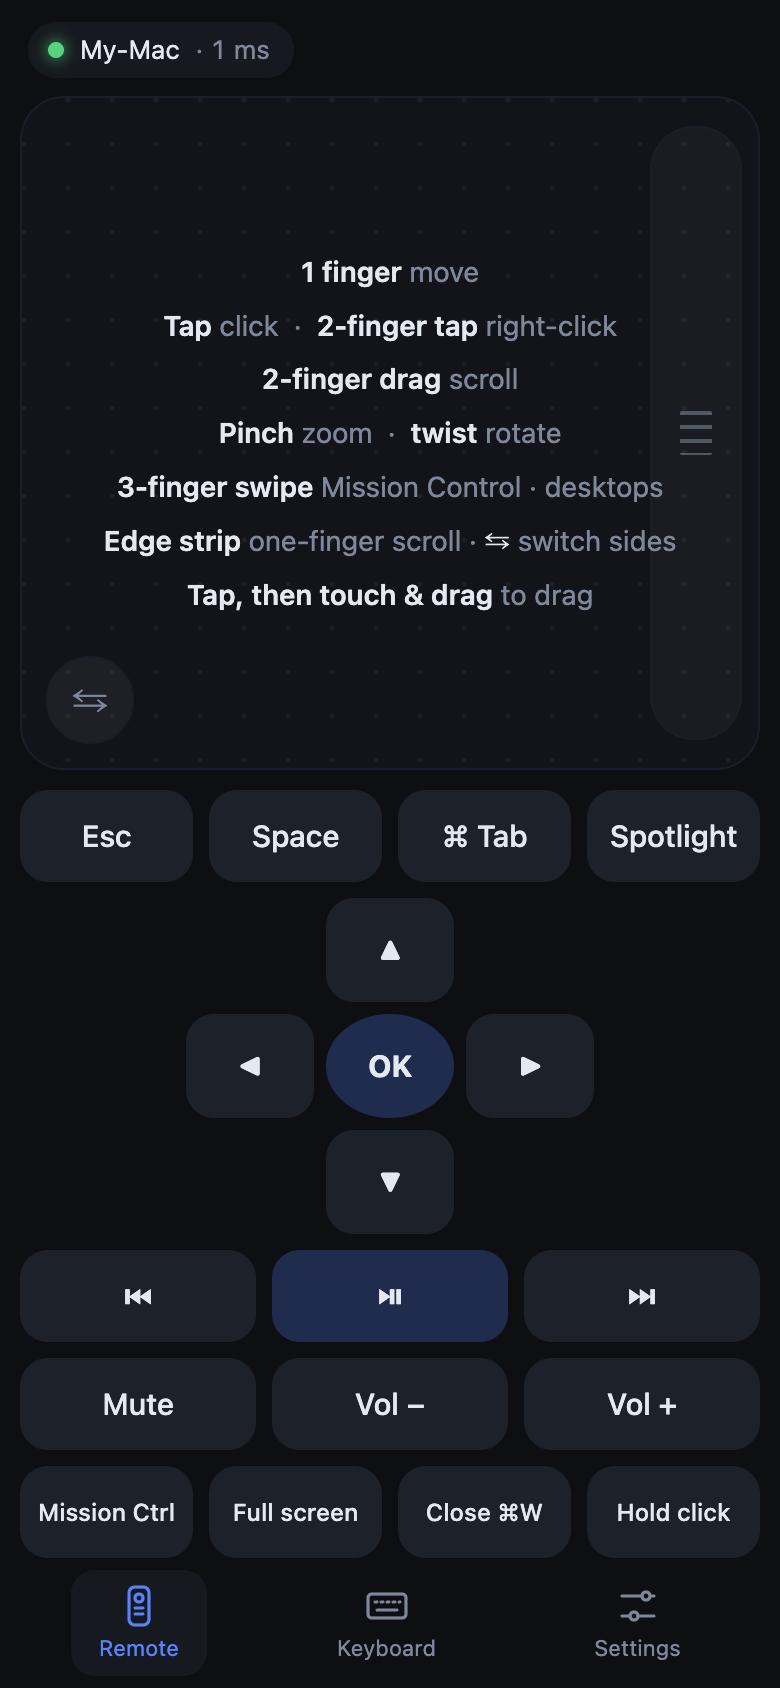 My-Mac · 1 ms
1 finger move
Tap click · 2-finger tap right-click
2-finger drag scroll
Pinch zoom · twist rotate
3-finger swipe Mission Control · desktops
Edge strip one-finger scroll · ⇆ switch sides
Tap, then touch & drag to drag
Esc Space ⌘ Tab Spotlight
OK
Mute Vol – Vol +
Mission Ctrl Full screen Close ⌘W Hold click
Remote Keyboard Settings